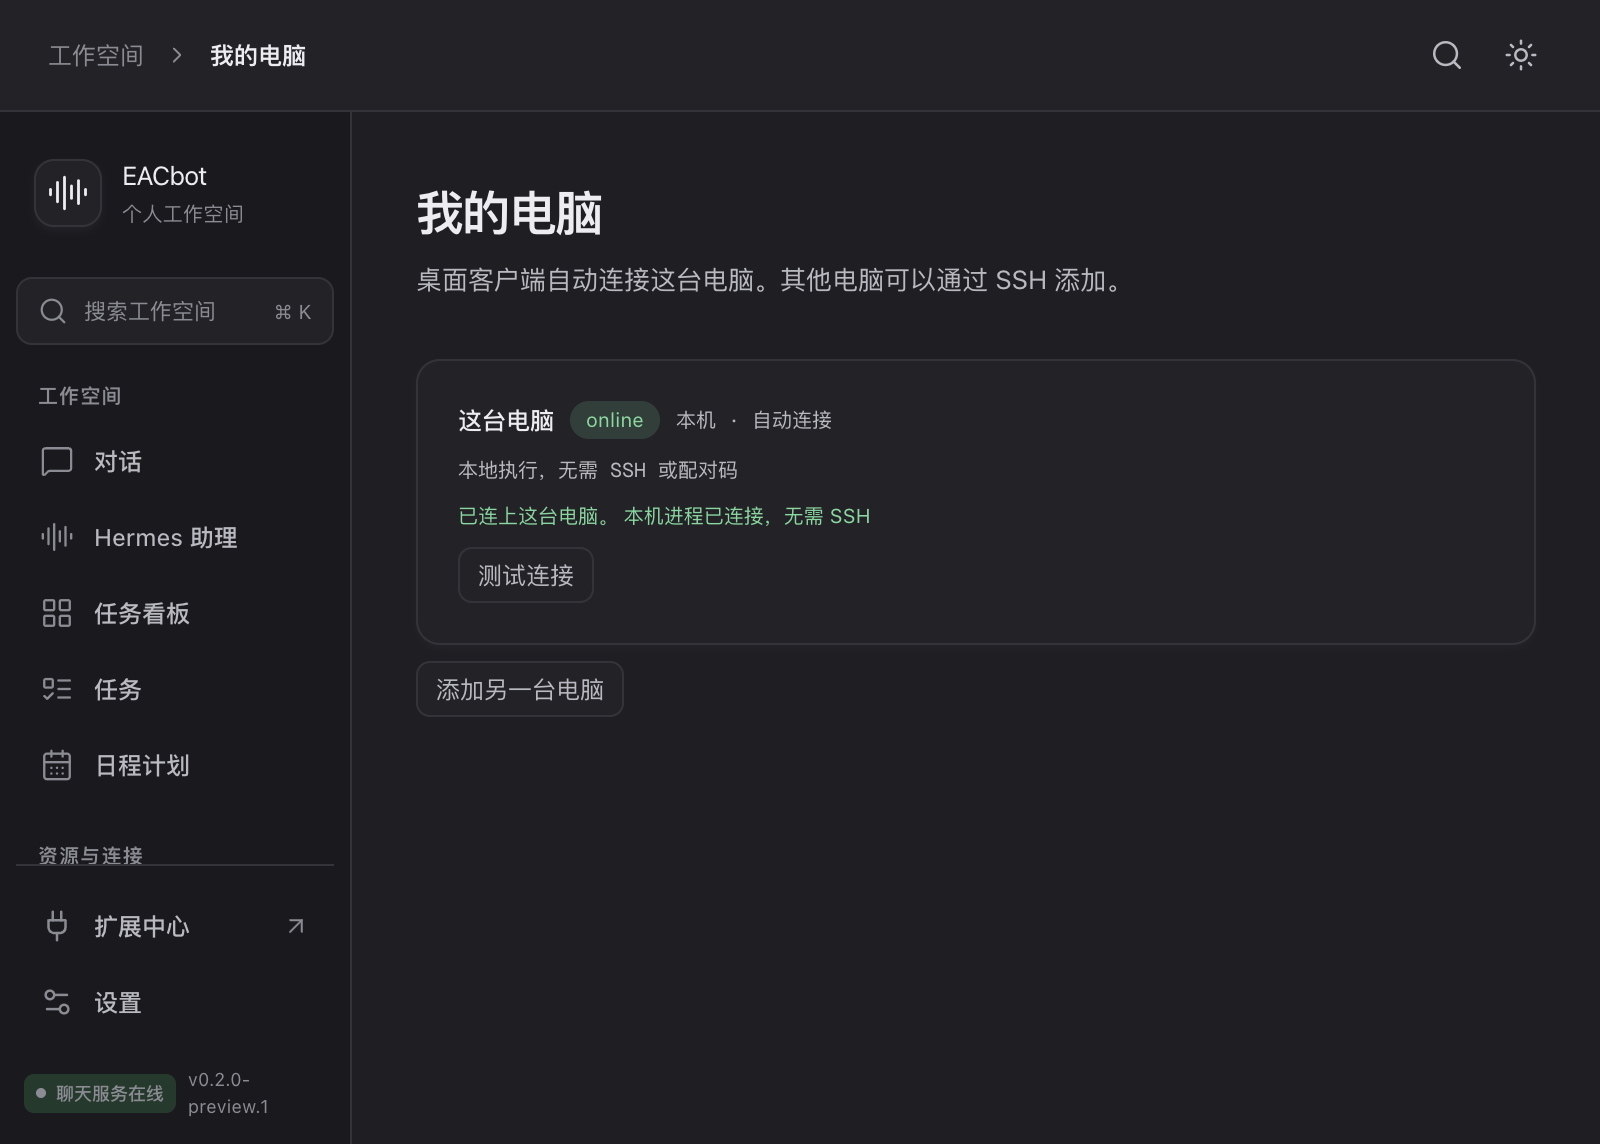 工作空间 > 我的电脑
EACbot
个人工作空间
搜索工作空间 ⌘ K
工作空间
对话
Hermes 助理
任务看板
任务
日程计划
资源与连接
扩展中心
设置
聊天服务在线
v0.2.0-
preview.1
我的电脑
桌面客户端自动连接这台电脑。其他电脑可以通过 SSH 添加。
这台电脑 online 本机 · 自动连接
本地执行，无需 SSH 或配对码
已连上这台电脑。 本机进程已连接，无需 SSH
测试连接
添加另一台电脑